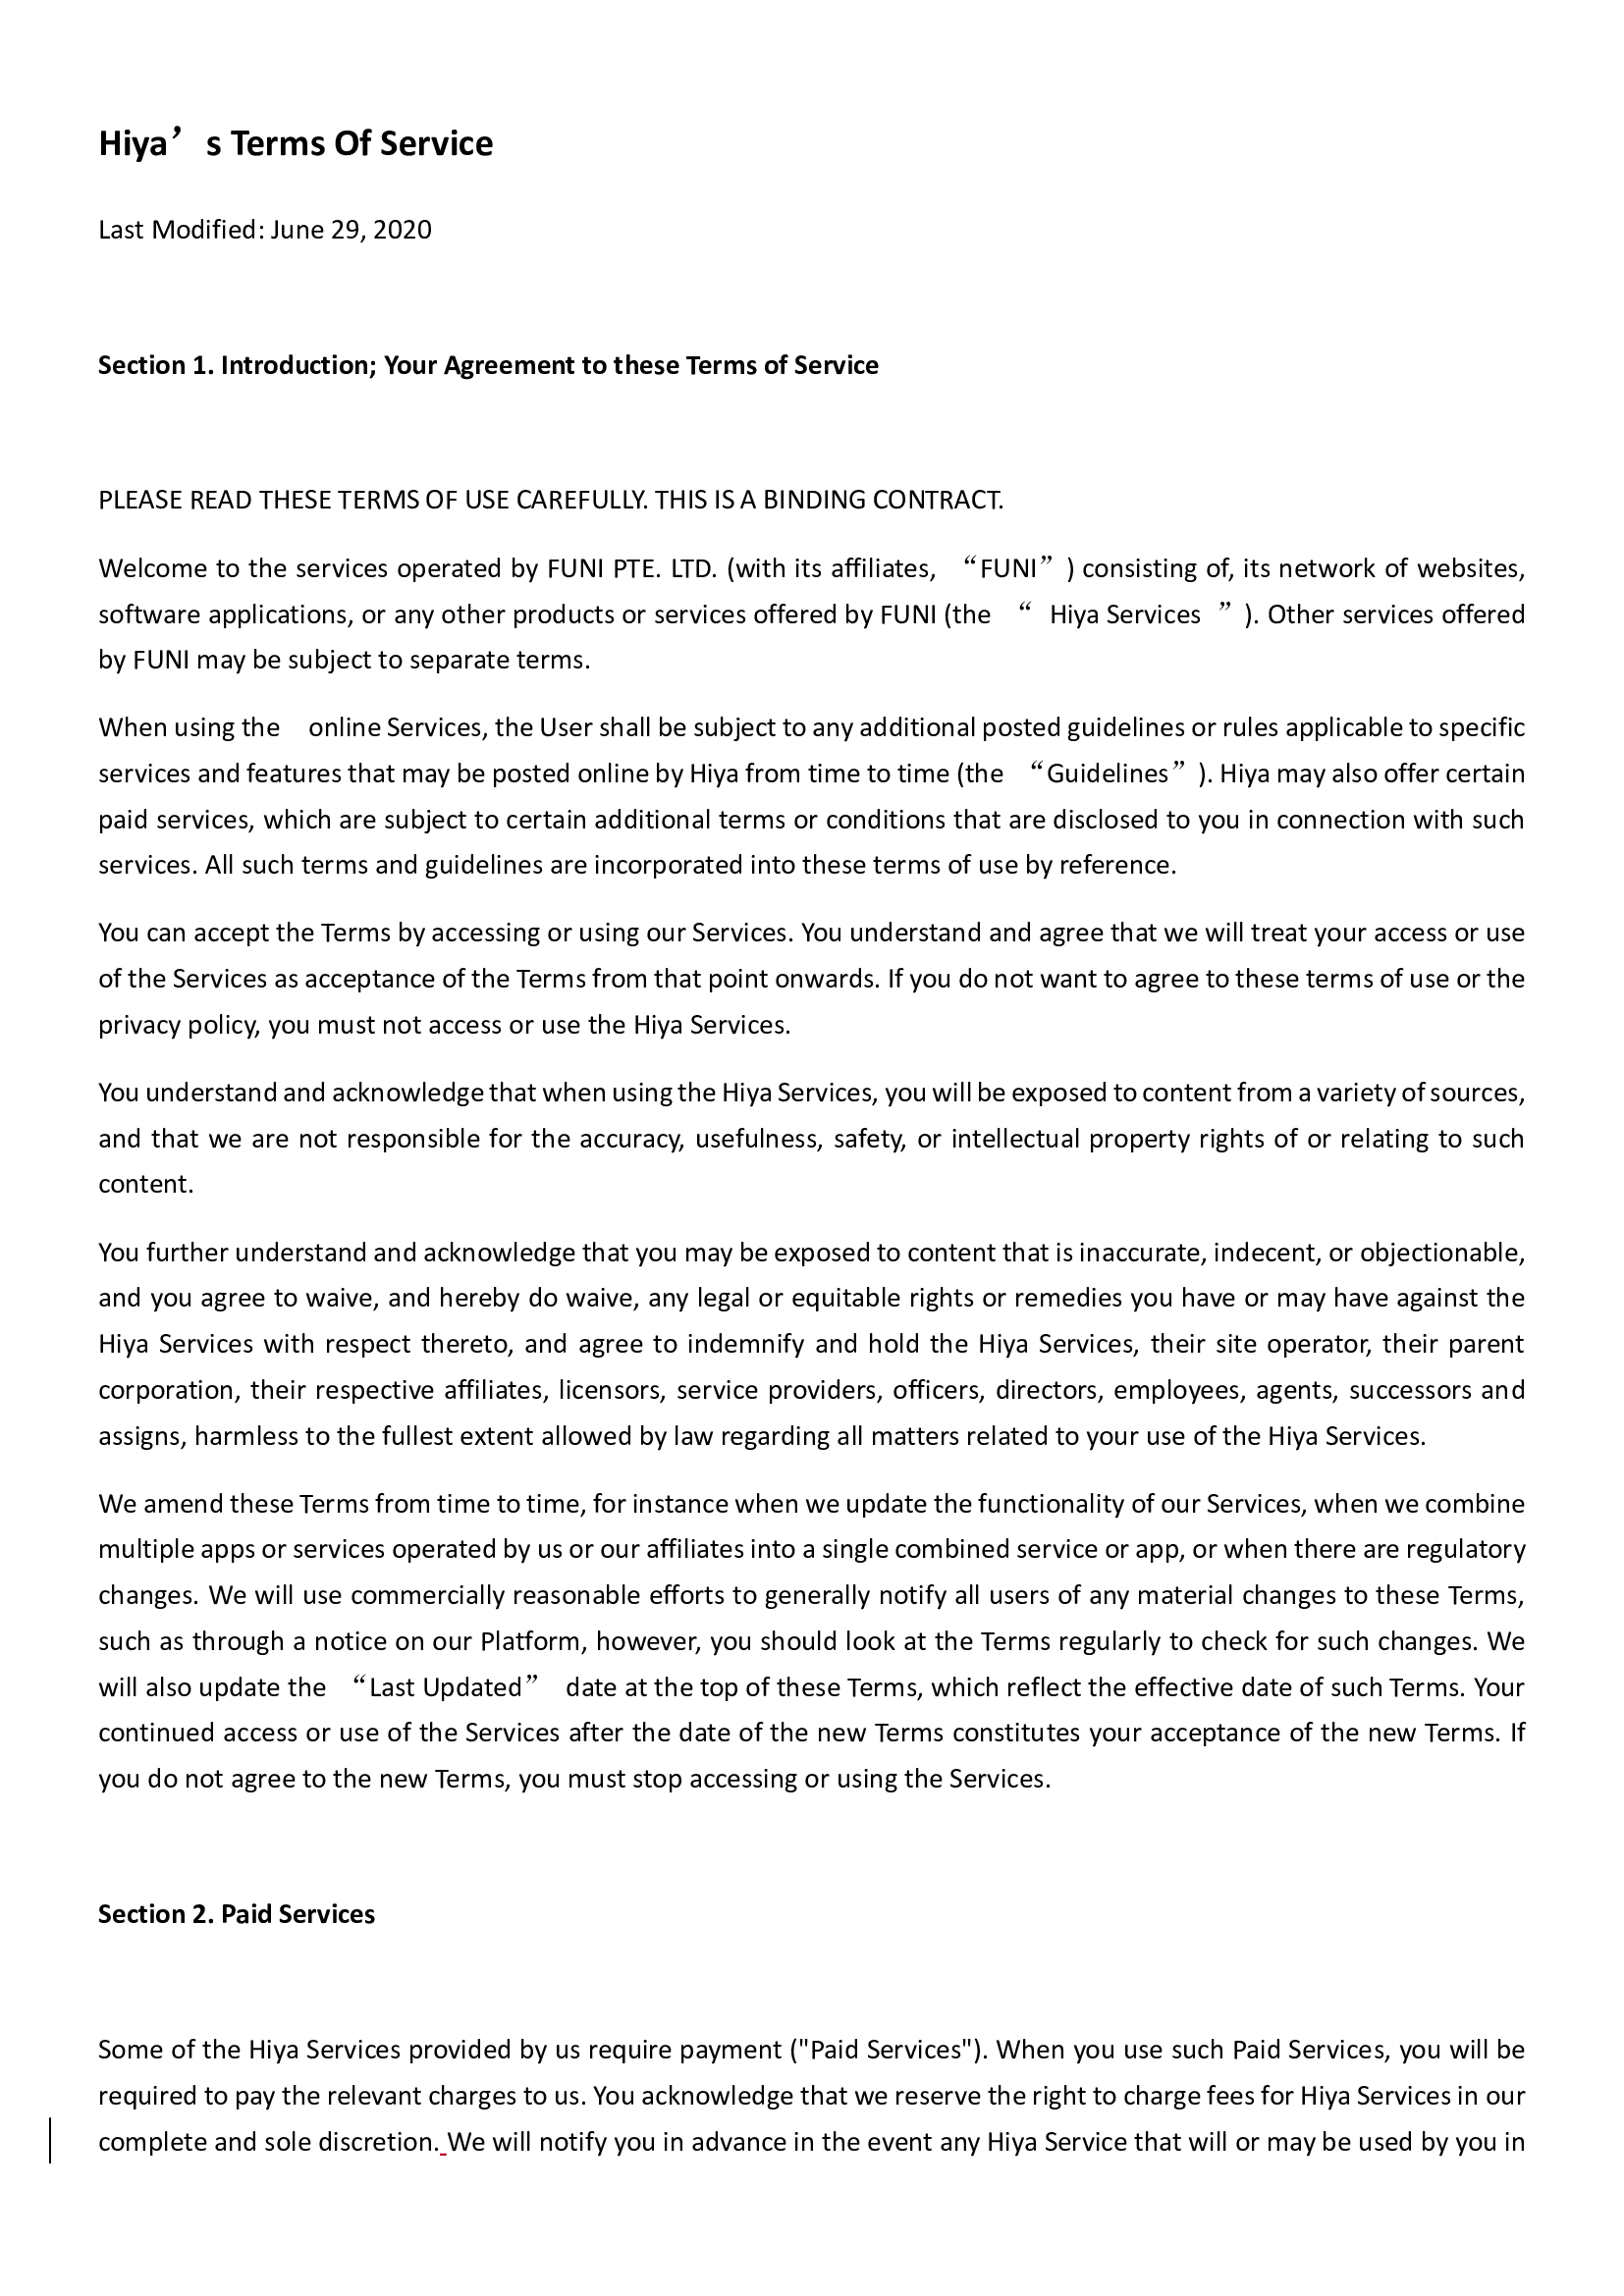 Hiya’s Terms Of Service
Last Modified: June 29, 2020
Section 1. Introduction; Your Agreement to these Terms of Service
PLEASE READ THESE TERMS OF USE CAREFULLY. THIS IS A BINDING CONTRACT.
Welcome to the services operated by FUNI PTE. LTD. (with its affiliates, “FUNI”) consisting of, its network of websites,
software applications, or any other products or services offered by FUNI (the “ Hiya Services ”). Other services offered
by FUNI may be subject to separate terms.
When using the online Services, the User shall be subject to any additional posted guidelines or rules applicable to specific
services and features that may be posted online by Hiya from time to time (the “Guidelines”). Hiya may also offer certain
paid services, which are subject to certain additional terms or conditions that are disclosed to you in connection with such
services. All such terms and guidelines are incorporated into these terms of use by reference.
You can accept the Terms by accessing or using our Services. You understand and agree that we will treat your access or use
of the Services as acceptance of the Terms from that point onwards. If you do not want to agree to these terms of use or the
privacy policy, you must not access or use the Hiya Services.
You understand and acknowledge that when using the Hiya Services, you will be exposed to content from a variety of sources,
and that we are not responsible for the accuracy, usefulness, safety, or intellectual property rights of or relating to such
content.
You further understand and acknowledge that you may be exposed to content that is inaccurate, indecent, or objectionable,
and you agree to waive, and hereby do waive, any legal or equitable rights or remedies you have or may have against the
Hiya Services with respect thereto, and agree to indemnify and hold the Hiya Services, their site operator, their parent
corporation, their respective affiliates, licensors, service providers, officers, directors, employees, agents, successors and
assigns, harmless to the fullest extent allowed by law regarding all matters related to your use of the Hiya Services.
We amend these Terms from time to time, for instance when we update the functionality of our Services, when we combine
multiple apps or services operated by us or our affiliates into a single combined service or app, or when there are regulatory
changes. We will use commercially reasonable efforts to generally notify all users of any material changes to these Terms,
such as through a notice on our Platform, however, you should look at the Terms regularly to check for such changes. We
will also update the “Last Updated” date at the top of these Terms, which reflect the effective date of such Terms. Your
continued access or use of the Services after the date of the new Terms constitutes your acceptance of the new Terms. If
you do not agree to the new Terms, you must stop accessing or using the Services.
Section 2. Paid Services
Some of the Hiya Services provided by us require payment ("Paid Services"). When you use such Paid Services, you will be
required to pay the relevant charges to us. You acknowledge that we reserve the right to charge fees for Hiya Services in our
complete and sole discretion. We will notify you in advance in the event any Hiya Service that will or may be used by you in